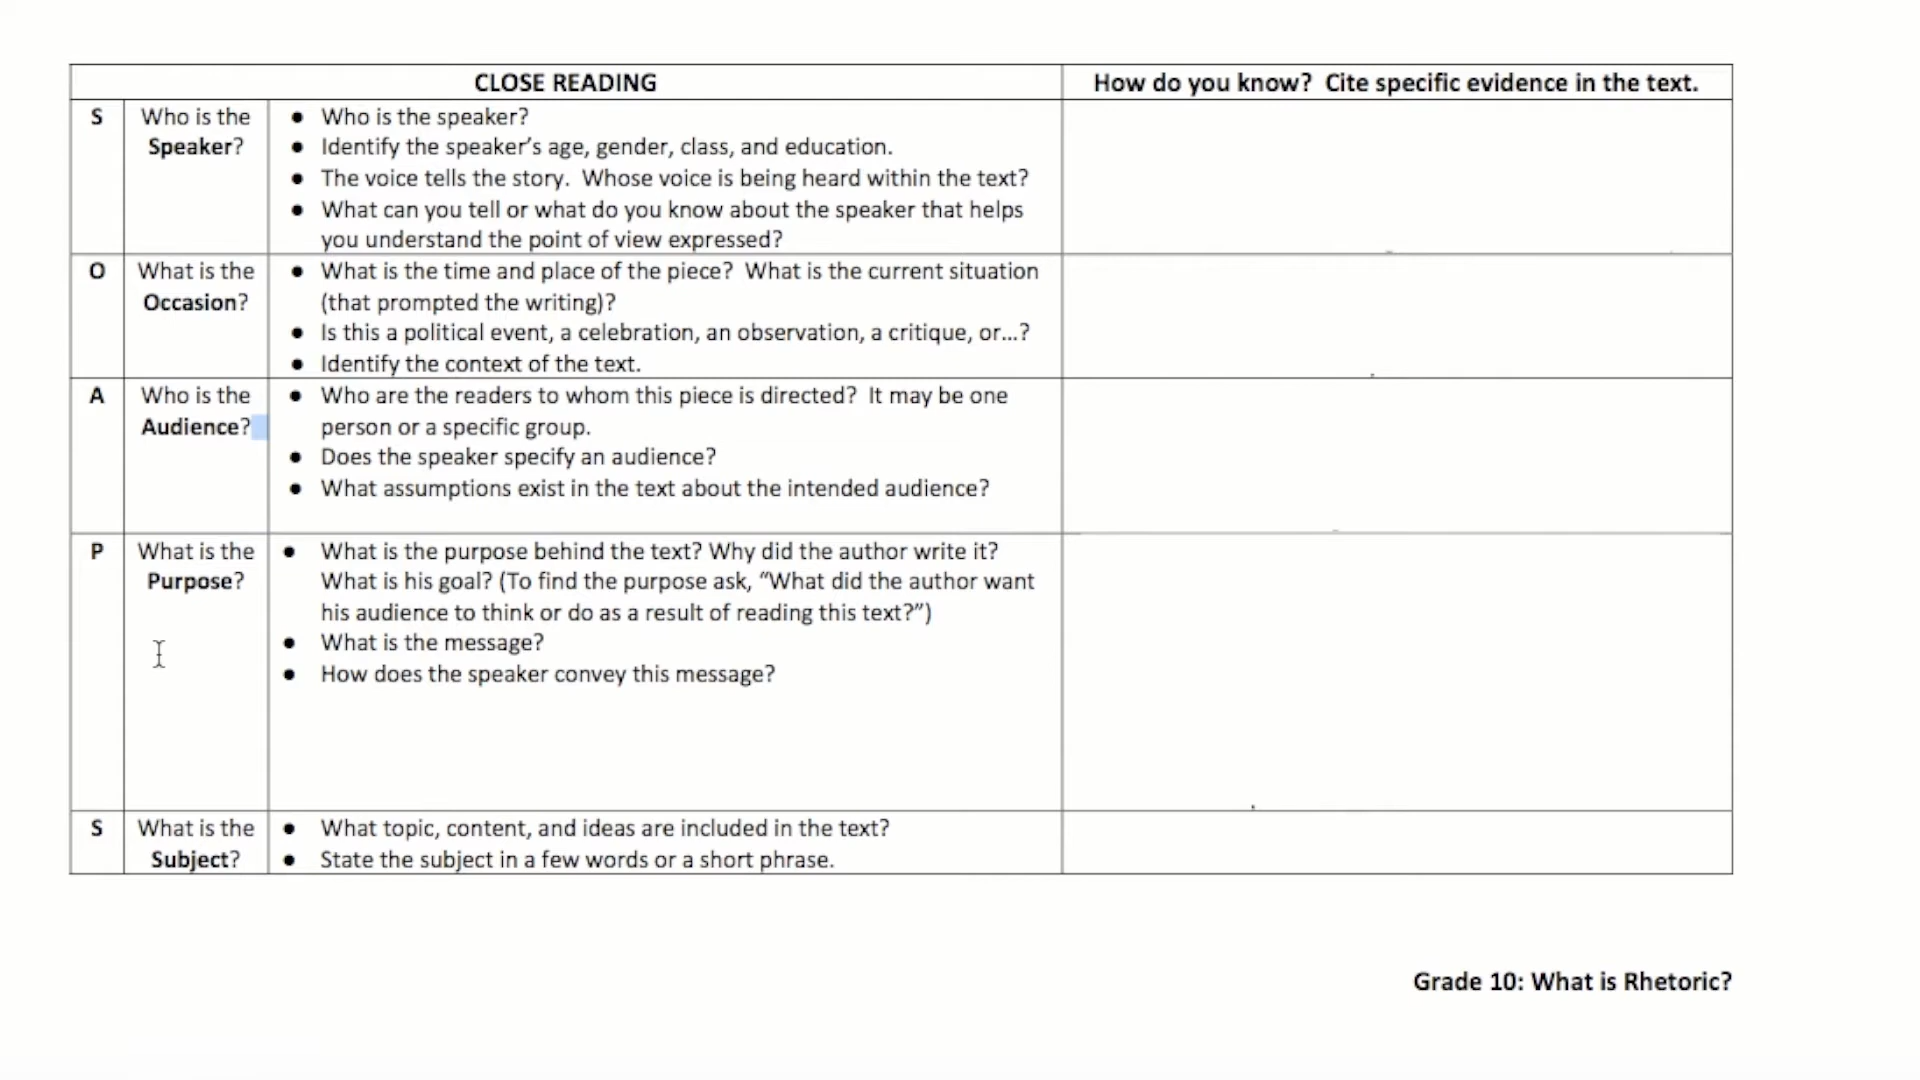 CLOSE READING
How do you know?  Cite specific evidence in the text.
S
Who is the
Speaker?
● Who is the speaker?
● Identify the speaker’s age, gender, class, and education.
● The voice tells the story.  Whose voice is being heard within the text?
● What can you tell or what do you know about the speaker that helps
you understand the point of view expressed?
O
What is the
Occasion?
● What is the time and place of the piece?  What is the current situation
(that prompted the writing)?
● Is this a political event, a celebration, an observation, a critique, or…?
● Identify the context of the text.
A
Who is the
Audience?
● Who are the readers to whom this piece is directed?  It may be one
person or a specific group.
● Does the speaker specify an audience?
● What assumptions exist in the text about the intended audience?
P
What is the
Purpose?
● What is the purpose behind the text? Why did the author write it?
What is his goal? (To find the purpose ask, “What did the author want
his audience to think or do as a result of reading this text?”)
● What is the message?
● How does the speaker convey this message?
S
What is the
Subject?
● What topic, content, and ideas are included in the text?
● State the subject in a few words or a short phrase.
Grade 10: What is Rhetoric?